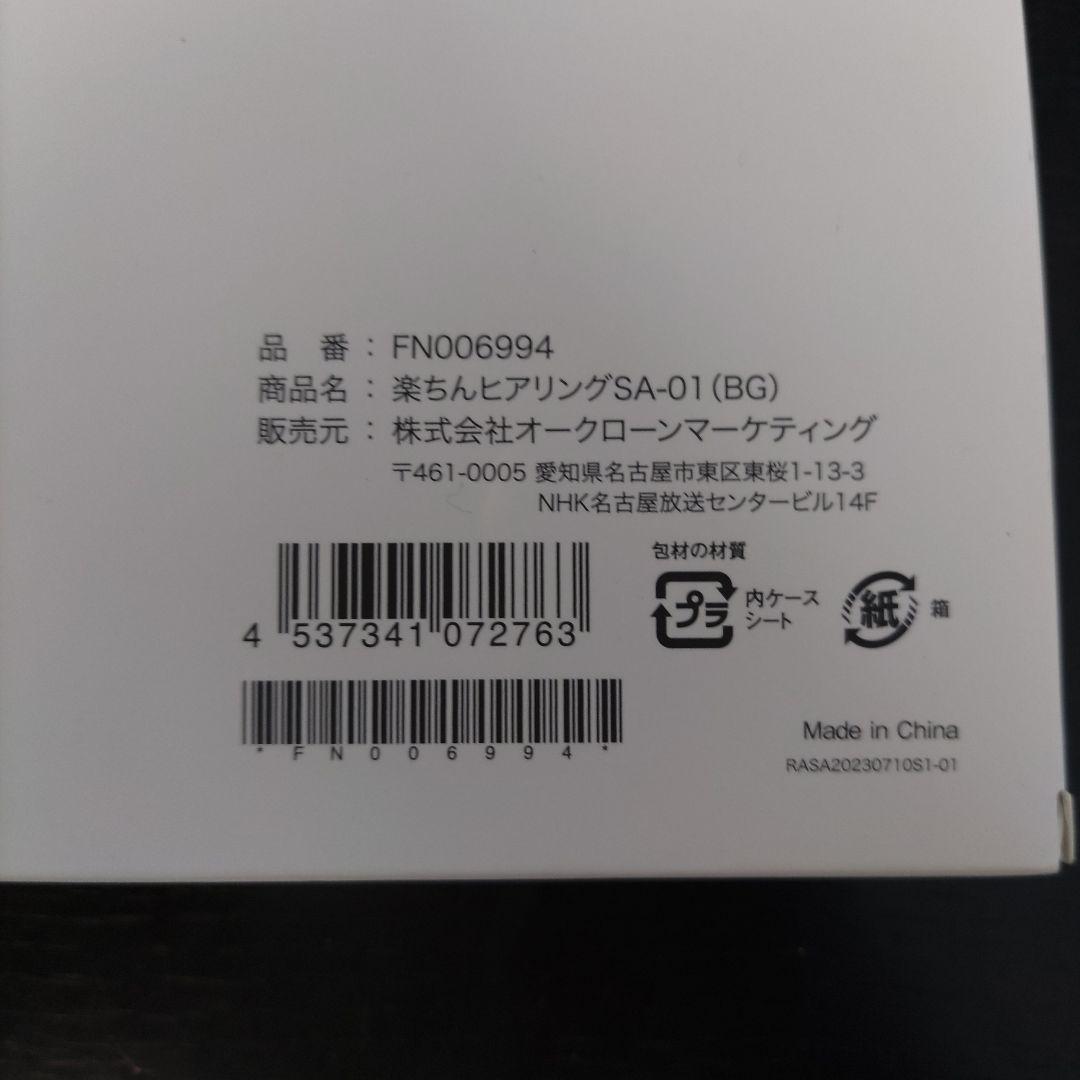 品　番 : FN006994
商品名 : 楽ちんヒアリングSA-01(BG)
販売元 : 株式会社オークローンマーケティング
〒461-0005 愛知県名古屋市東区東桜1-13-3
NHK名古屋放送センタービル14F
包材の材質
プラ 内ケース
シート
紙 箱
4 537341 072763
*FN006994*
Made in China
RASA20230710S1-01